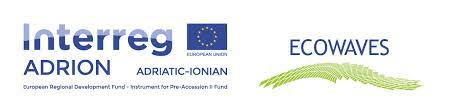 Interreg
EUROPEAN UNION
ADRION ADRIATIC-IONIAN
European Regional Development Fund - Instrument for Pre-Accession II Fund
ECOWAVES